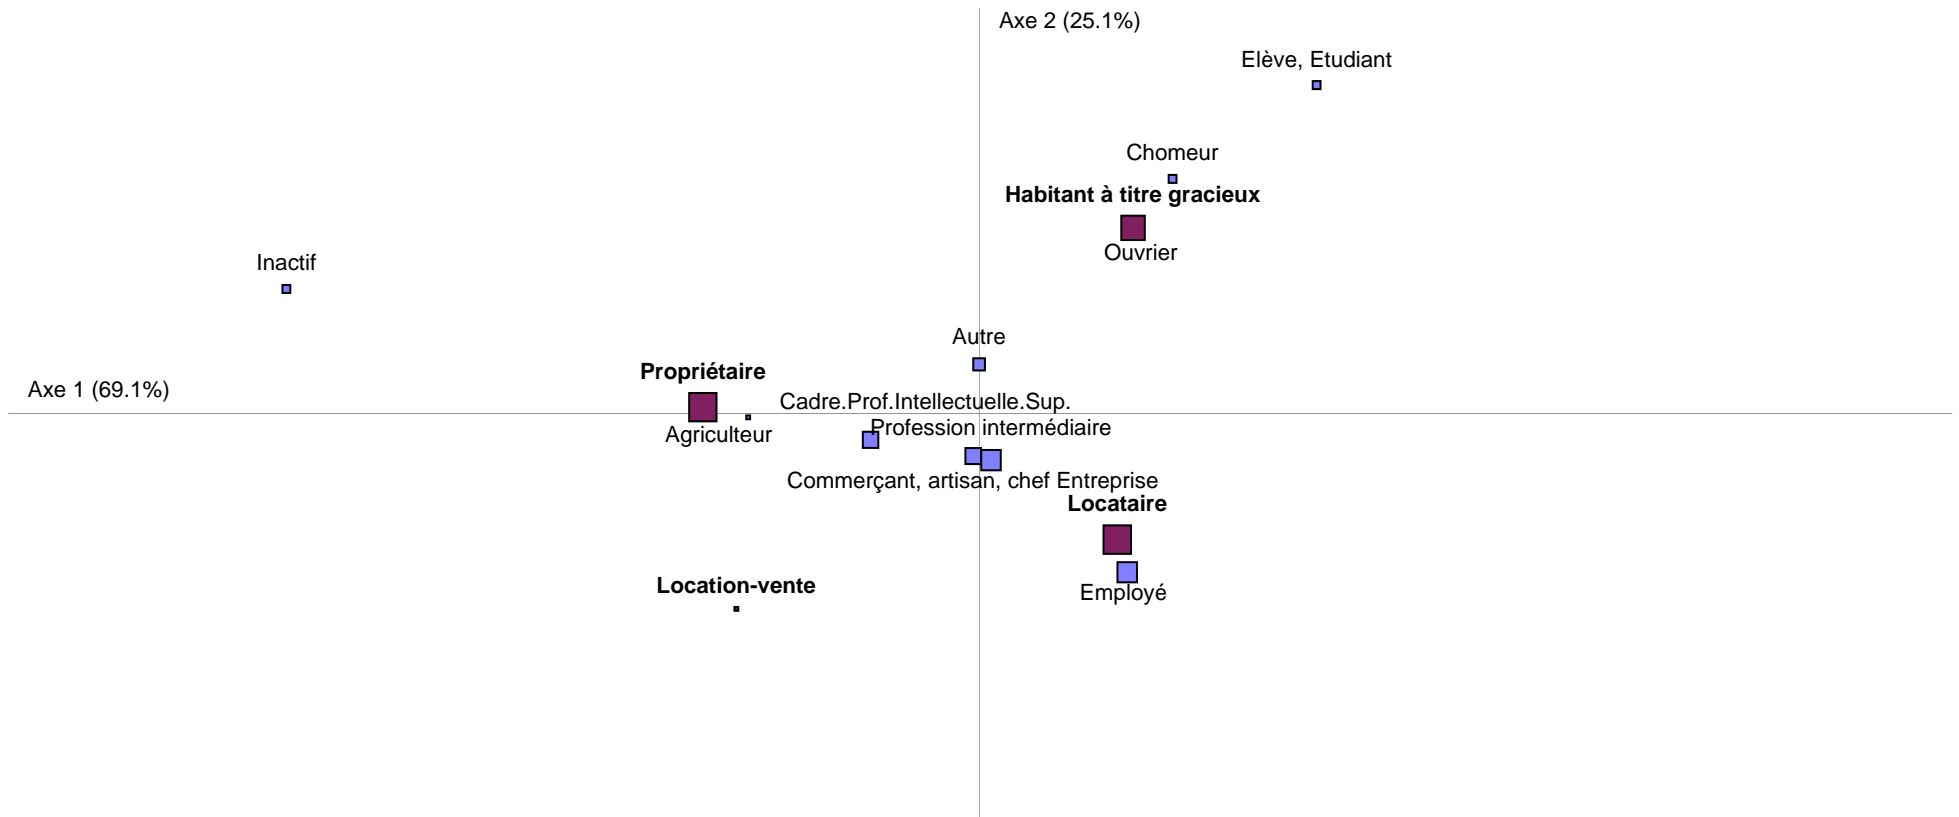 Axe 2 (25.1%)
Elève, Etudiant
Chomeur
Habitant à titre gracieux
Ouvrier
Inactif
Autre
Propriétaire
Axe 1 (69.1%)
Cadre.Prof.Intellectuelle.Sup.
Profession intermédiaire
Agriculteur
Commerçant, artisan, chef Entreprise
Locataire
Location-vente
Employé